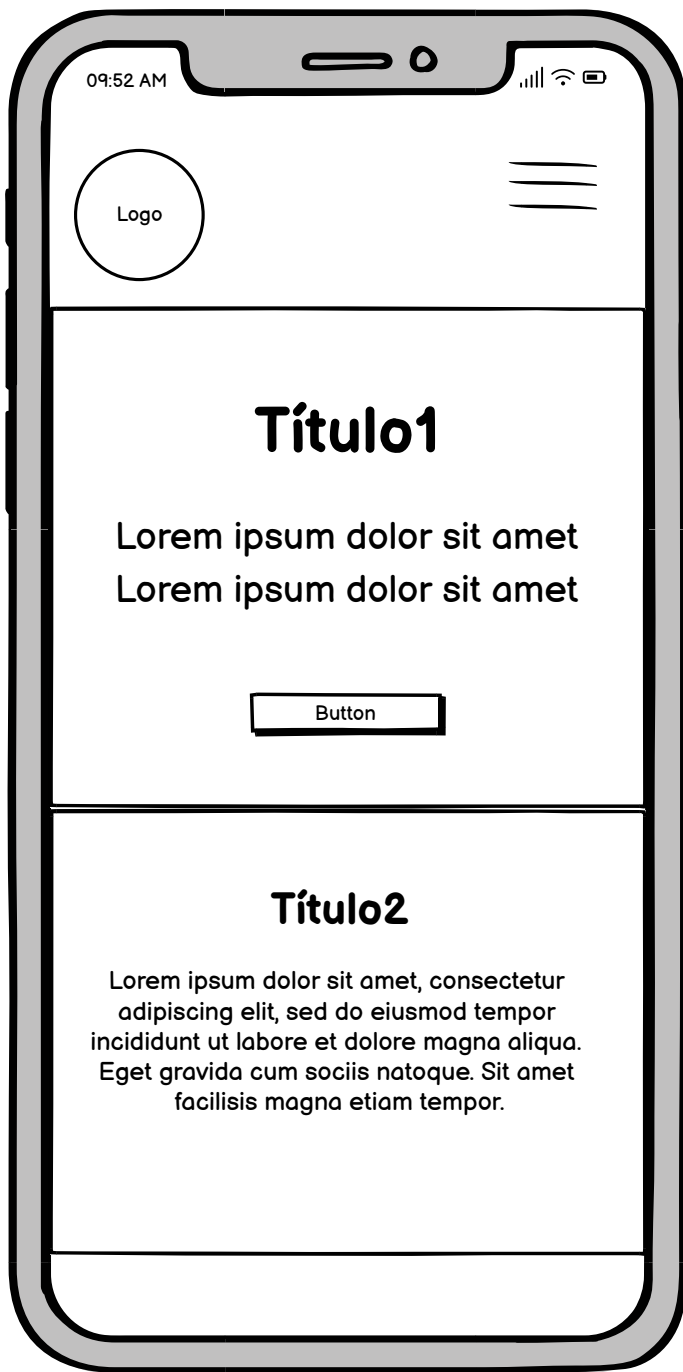 09:52 AM
Logo
Título1
Lorem ipsum dolor sit amet
Lorem ipsum dolor sit amet
Button
Título2
Lorem ipsum dolor sit amet, consectetur
adipiscing elit, sed do eiusmod tempor
incididunt ut labore et dolore magna aliqua.
Eget gravida cum sociis natoque. Sit amet
facilisis magna etiam tempor.